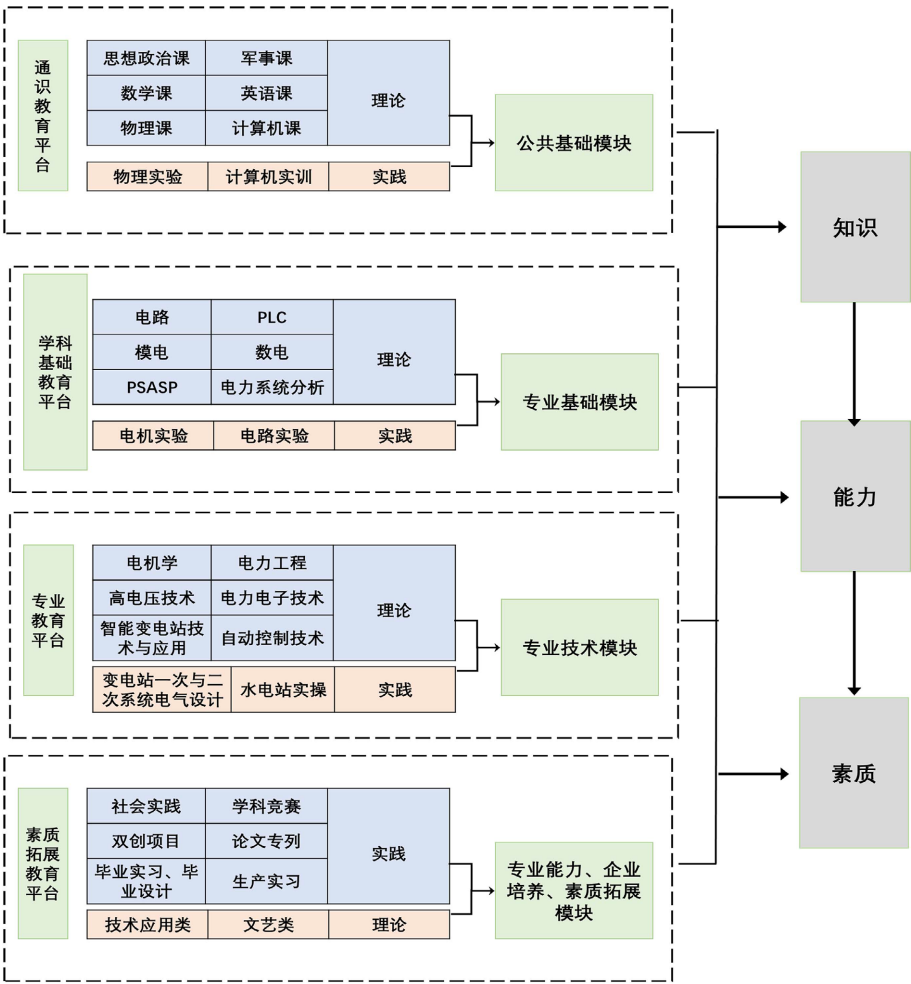 通
识
教
育
平
台
思想政治课 军事课
数学课 英语课
物理课 计算机课
理论
物理实验 计算机实训 实践
公共基础模块
学科
基础
教育
平台
电路 PLC
模电 数电
PSASP 电力系统分析
理论
电机实验 电路实验 实践
专业基础模块
专业
教育
平台
电机学 电力工程
高电压技术 电力电子技术
智能变电站技
术与应用
自动控制技术
理论
变电站一次与二
次系统电气设计
水电站实操
实践
专业技术模块
素质
拓展
教育
平台
社会实践 学科竞赛
双创项目 论文专列
毕业实习、毕
业设计
生产实习
实践
技术应用类 文艺类 理论
专业能力、企业
培养、素质拓展
模块
知识
能力
素质